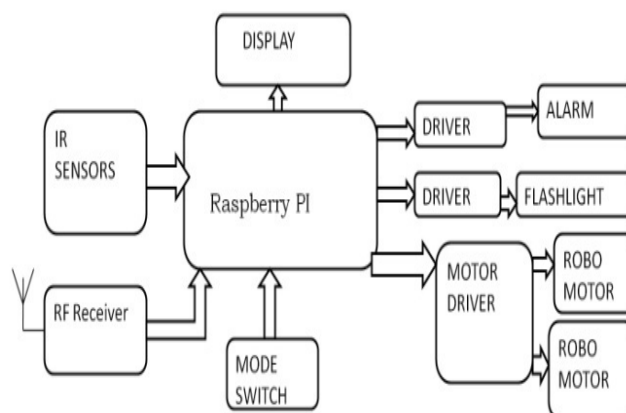 DISPLAY
IR
SENSORS
Raspberry PI
DRIVER
ALARM
DRIVER
FLASHLIGHT
RF Receiver
MODE
SWITCH
MOTOR
DRIVER
ROBO
MOTOR
ROBO
MOTOR